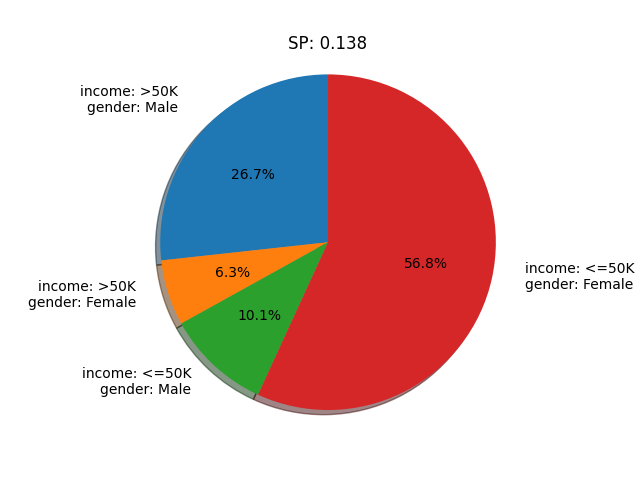 SP: 0.138
income: >50K
gender: Male
26.7%
income: >50K
gender: Female
6.3%
income: <=50K
gender: Male
10.1%
56.8%
income: <=50K
gender: Female